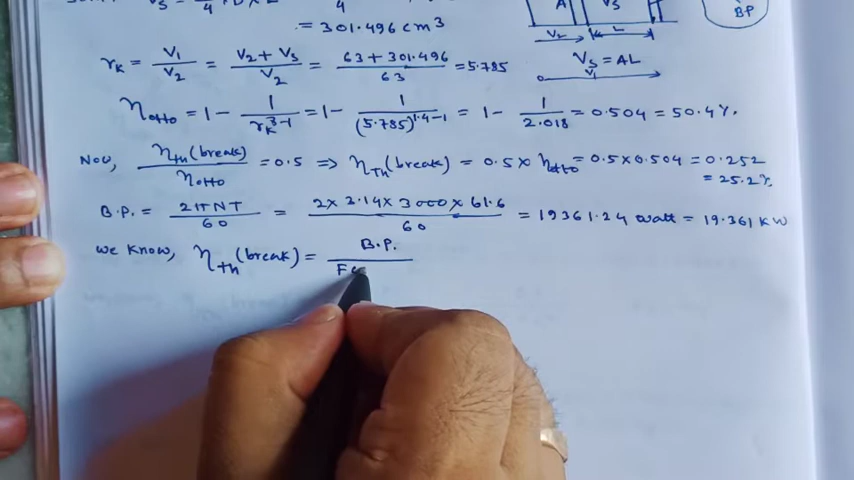 = 301.496 cm³
A Vs
BP
V₂ L
rₖ = V₁/V₂ = (V₂ + Vs)/V₂ = (63 + 301.496)/63 = 5.785
Vs = AL
V₁
ηotto = 1 - 1/rₖ^(γ-1) = 1 - 1/(5.785)^(1.4-1) = 1 - 1/2.018 = 0.504 = 50.4%.
Now, ηth(break)/ηotto = 0.5 ⇒ ηTh(break) = 0.5 × ηotto = 0.5 × 0.504 = 0.252
= 25.2%
B.P. = 2πNT/60 = (2 × 3.14 × 3000 × 61.6)/60 = 19361.24 watt = 19.361 kW
we know, ηth(break) = B.P./F